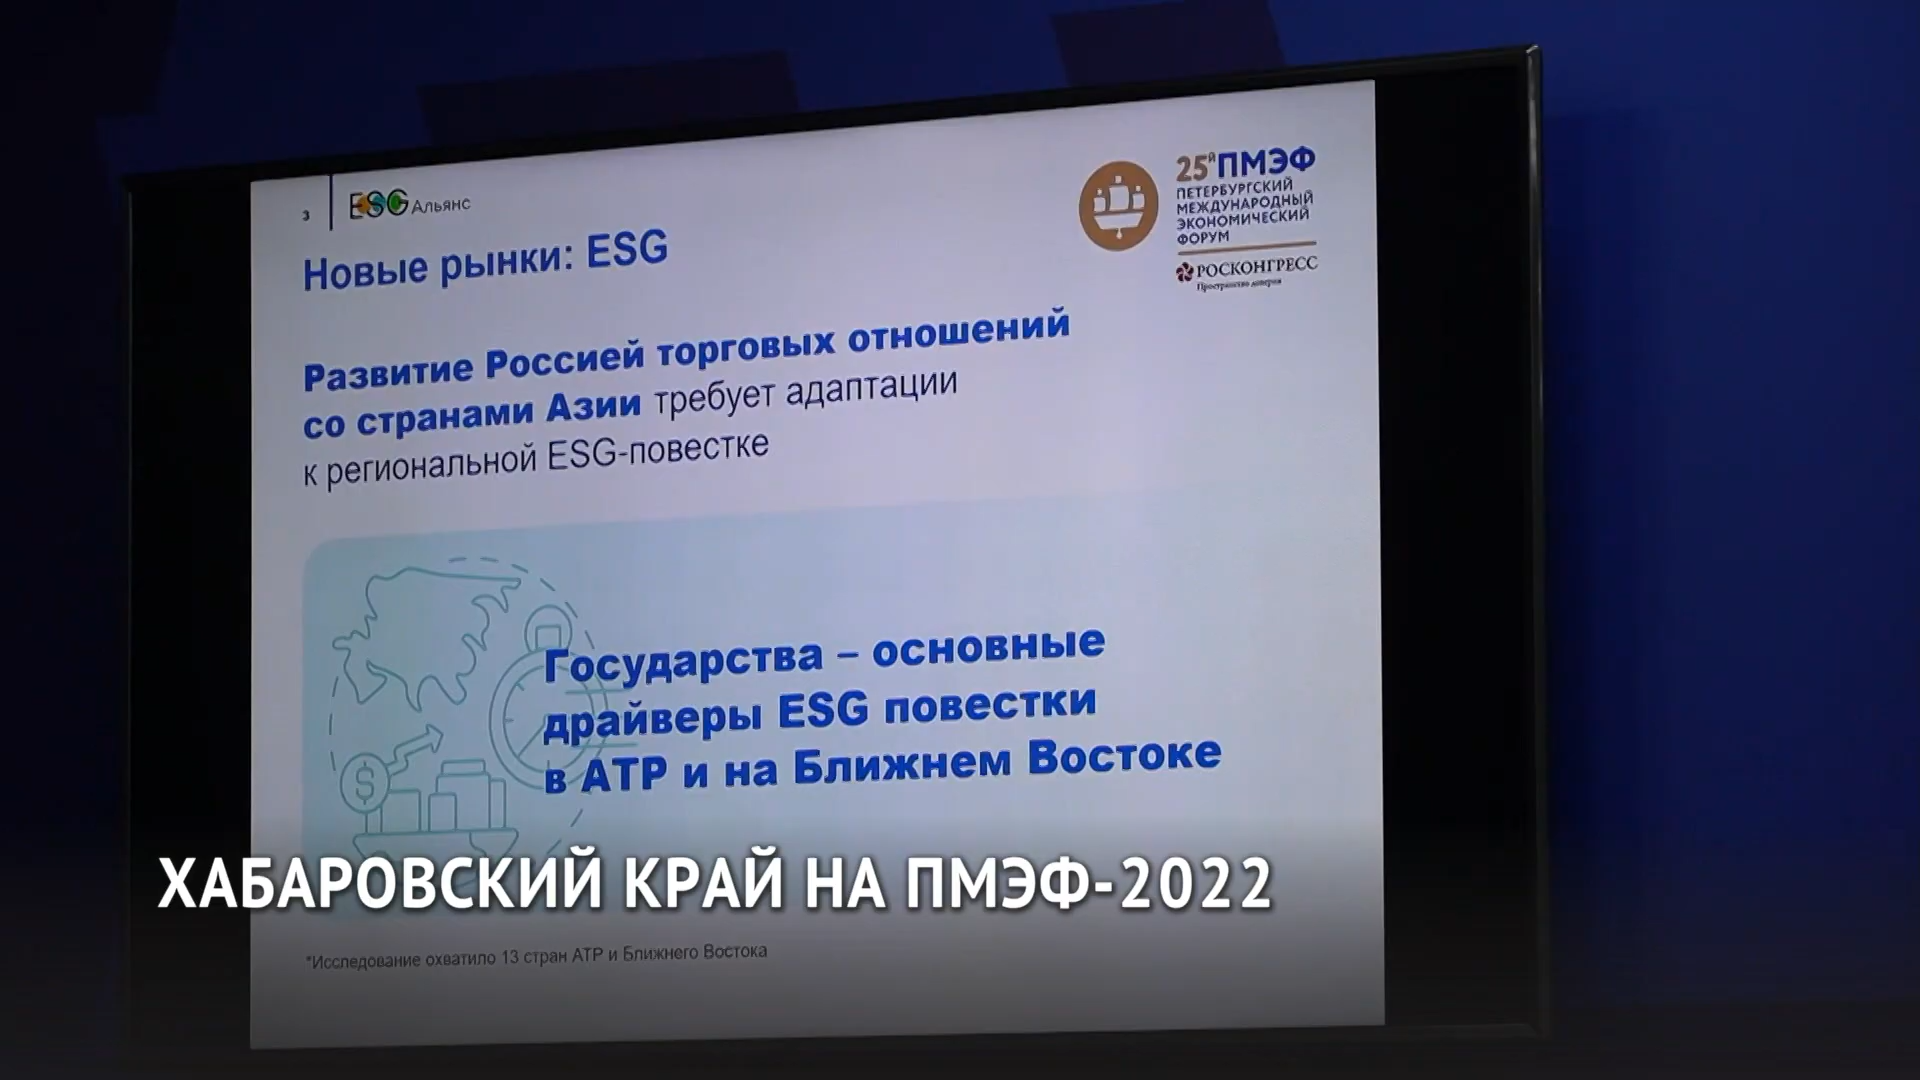 3
ESG Альянс
25й ПМЭФ
ПЕТЕРБУРГСКИЙ
МЕЖДУНАРОДНЫЙ
ЭКОНОМИЧЕСКИЙ
ФОРУМ
РОСКОНГРЕСС
Пространство доверия
Новые рынки: ESG
Развитие Россией торговых отношений
со странами Азии требует адаптации
к региональной ESG-повестке
Государства – основные
драйверы ESG повестки
в АТР и на Ближнем Востоке
$
ХАБАРОВСКИЙ КРАЙ НА ПМЭФ-2022
*Исследование охватило 13 стран АТР и Ближнего Востока